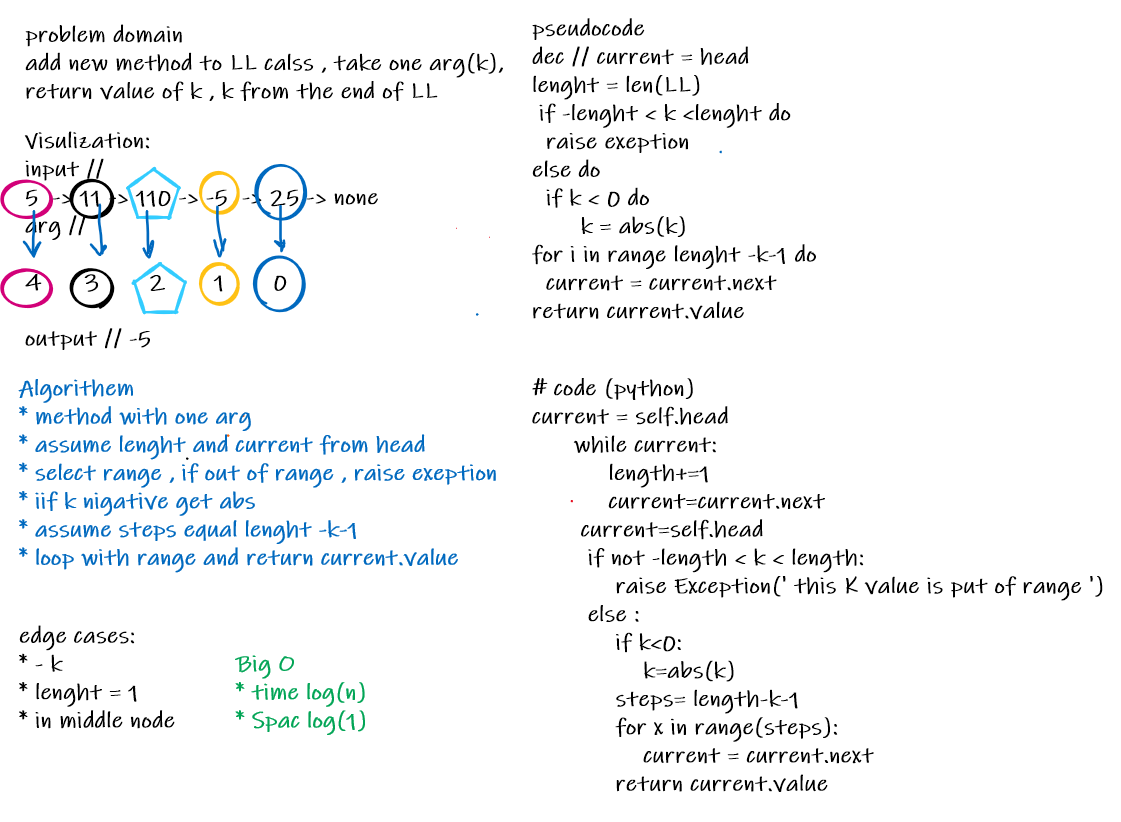 problem domain
add new method to LL calss , take one arg(k),
return value of k , k from the end of LL
Visulization:
input //
5 -> 11 -> 110 -> -5 -> 25 -> none
arg //
4 3 2 1 0
output // -5
Algorithem
* method with one arg
* assume lenght and current from head
* select range , if out of range , raise exeption
* iif k nigative get abs
* assume steps equal lenght -k-1
* loop with range and return current.value
edge cases:
* - k
* lenght = 1
* in middle node
Big O
* time log(n)
* Spac log(1)
pseudocode
dec // current = head
lenght = len(LL)
if -lenght < k <lenght do
raise exeption
else do
if k < 0 do
k = abs(k)
for i in range lenght -k-1 do
current = current.next
return current.value
# code (python)
current = self.head
while current:
length+=1
current=current.next
current=self.head
if not -length < k < length:
raise Exception(' this K value is put of range ')
else :
if k<0:
k=abs(k)
steps= length-k-1
for x in range(steps):
current = current.next
return current.value